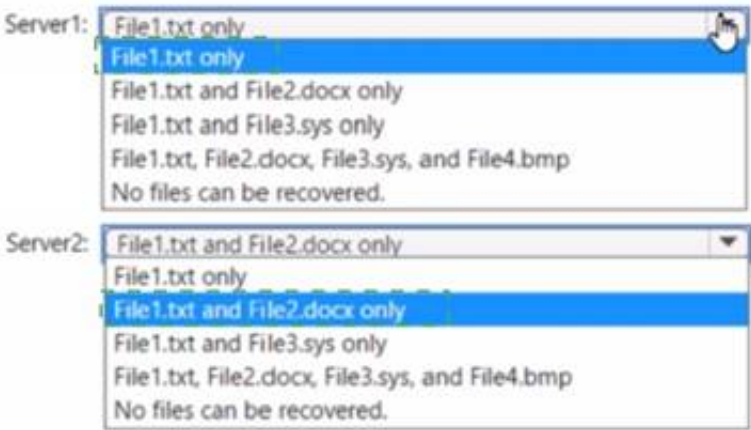 Server1: File1.txt only
File1.txt only
File1.txt and File2.docx only
File1.txt and File3.sys only
File1.txt, File2.docx, File3.sys, and File4.bmp
No files can be recovered.
Server2: File1.txt and File2.docx only
File1.txt only
File1.txt and File2.docx only
File1.txt and File3.sys only
File1.txt, File2.docx, File3.sys, and File4.bmp
No files can be recovered.